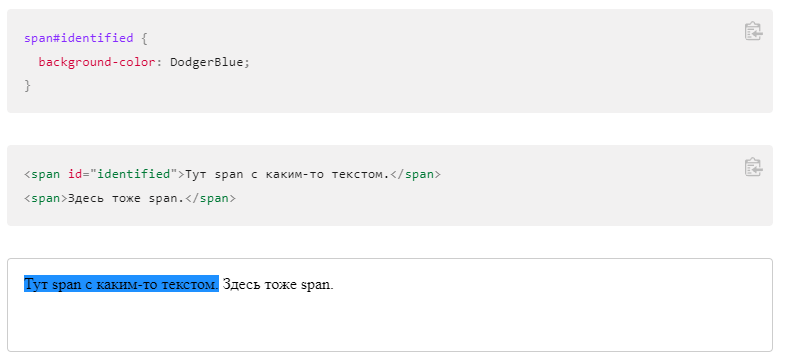 span#identified {
  background-color: DodgerBlue;
}
<span id="identified">Тут span с каким-то текстом.</span>
<span>Здесь тоже span.</span>
Тут span с каким-то текстом. Здесь тоже span.